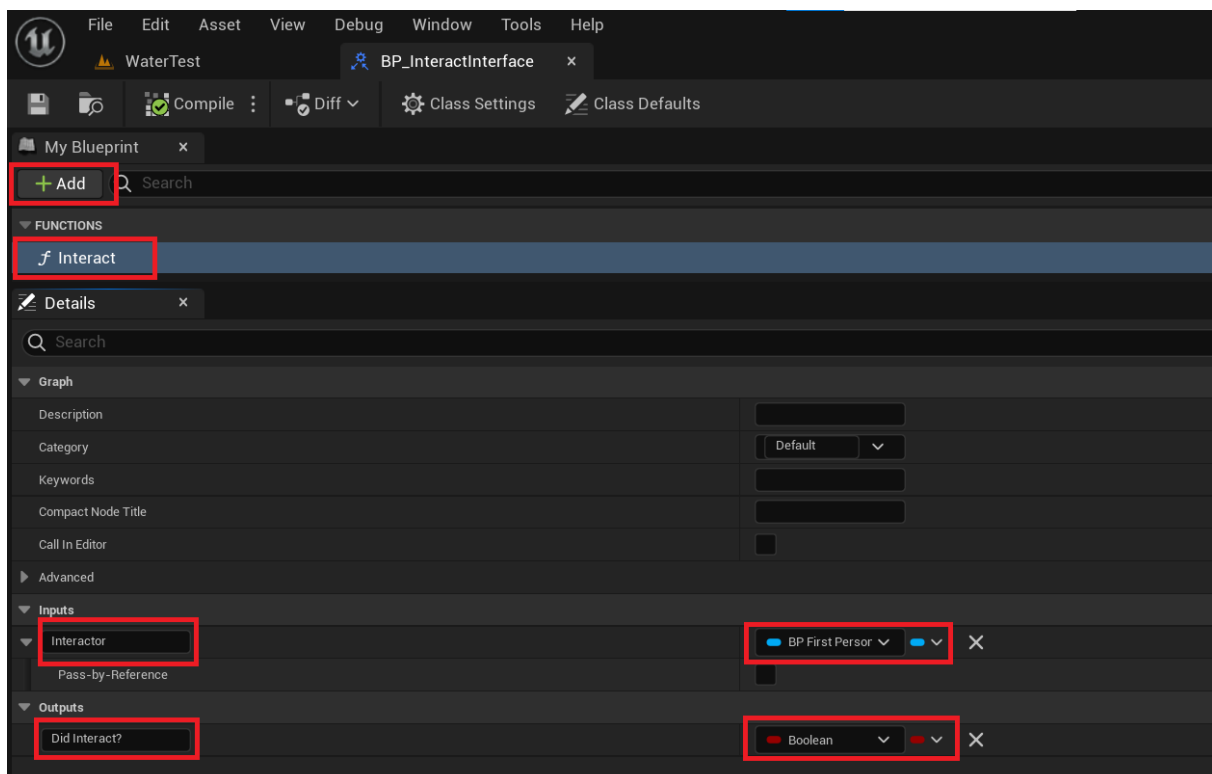 File Edit Asset View Debug Window Tools Help
WaterTest BP_InteractInterface
Compile Diff Class Settings Class Defaults
My Blueprint
Add Search
FUNCTIONS
f Interact
Details
Search
Graph
Description
Category Default
Keywords
Compact Node Title
Call In Editor
Advanced
Inputs
Interactor BP First Person
Pass-by-Reference
Outputs
Did Interact? Boolean